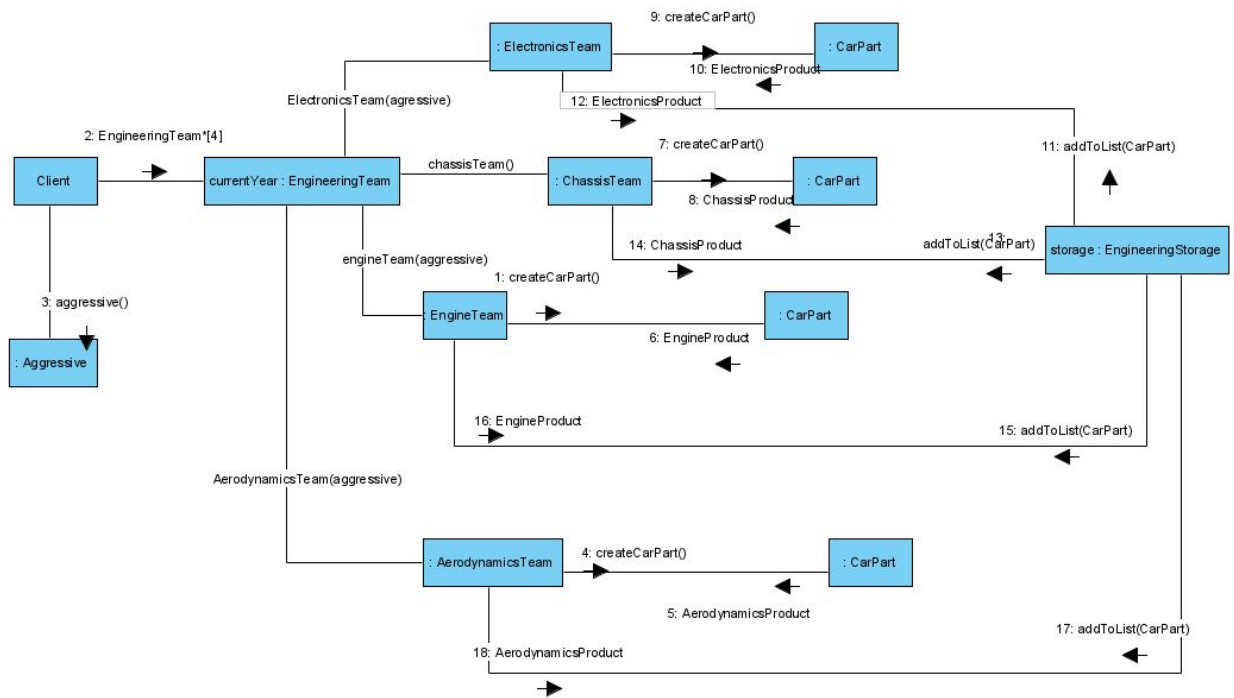 9: createCarPart()
: ElectronicsTeam
: CarPart
10: ElectronicsProduct
ElectronicsTeam(agressive)
12: ElectronicsProduct
2: EngineeringTeam*[4]
7: createCarPart()
11: addToList(CarPart)
chassisTeam()
Client
currentYear : EngineeringTeam
: ChassisTeam
: CarPart
8: ChassisProduct
14: ChassisProduct
13:
addToList(CarPart)
storage : EngineeringStorage
engineTeam(aggressive)
1: createCarPart()
3: aggressive()
: EngineTeam
: CarPart
6: EngineProduct
: Aggressive
16: EngineProduct
15: addToList(CarPart)
AerodynamicsTeam(aggressive)
4: createCarPart()
: AerodynamicsTeam
: CarPart
5: AerodynamicsProduct
17: addToList(CarPart)
18: AerodynamicsProduct